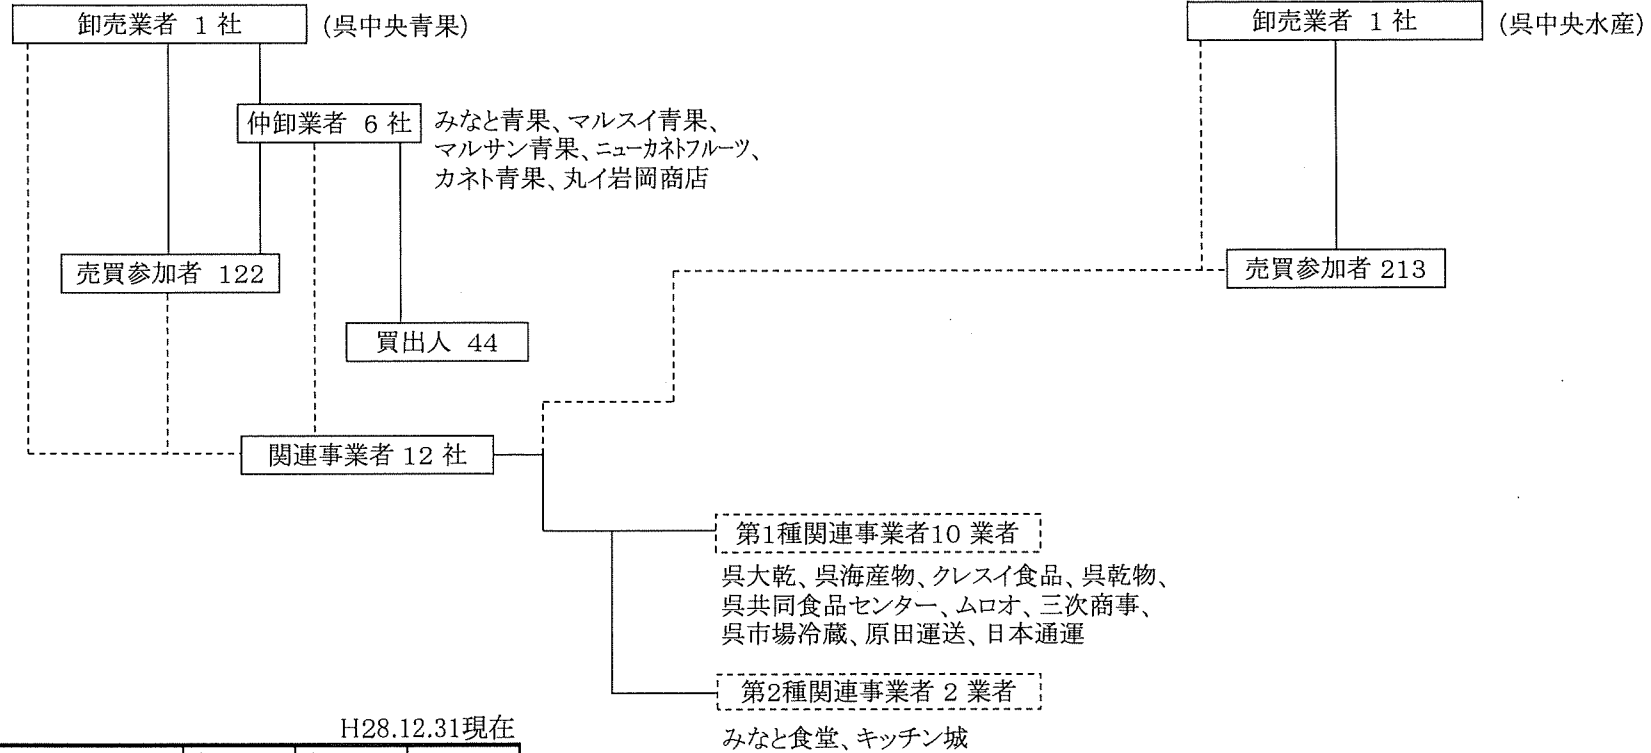 卸売業者 1 社 (呉中央青果)
卸売業者 1 社 (呉中央水産)
仲卸業者 6 社
みなと青果、マルスイ青果、
マルサン青果、ニューカネトフルーツ、
カネト青果、丸イ岩岡商店
売買参加者 122
売買参加者 213
買出人 44
関連事業者 12 社
第1種関連事業者10 業者
呉大乾、呉海産物、クレスイ食品、呉乾物、
呉共同食品センター、ムロオ、三次商事、
呉市場冷蔵、原田運送、日本通運
第2種関連事業者 2 業者
みなと食堂、キッチン城
H28.12.31現在